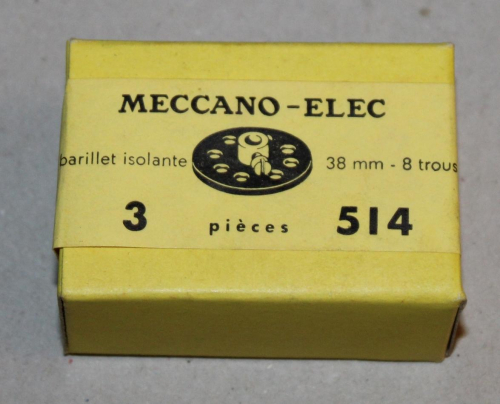 MECCANO-ELEC
barillet isolante 38 mm - 8 trous
3 pièces 514